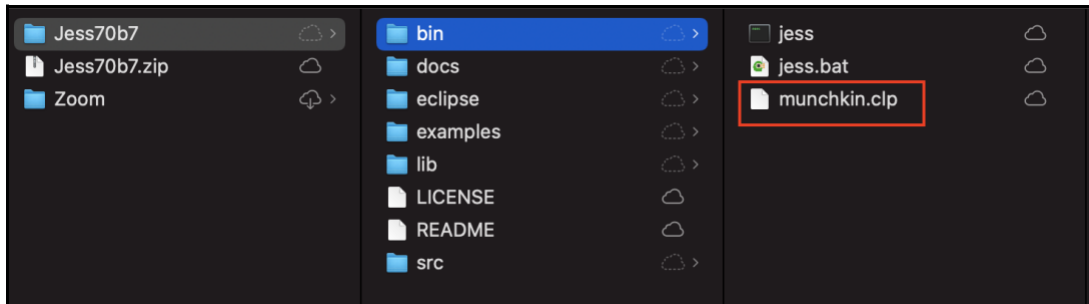 Jess70b7
Jess70b7.zip
Zoom
bin
docs
eclipse
examples
lib
LICENSE
README
src
jess
jess.bat
munchkin.clp